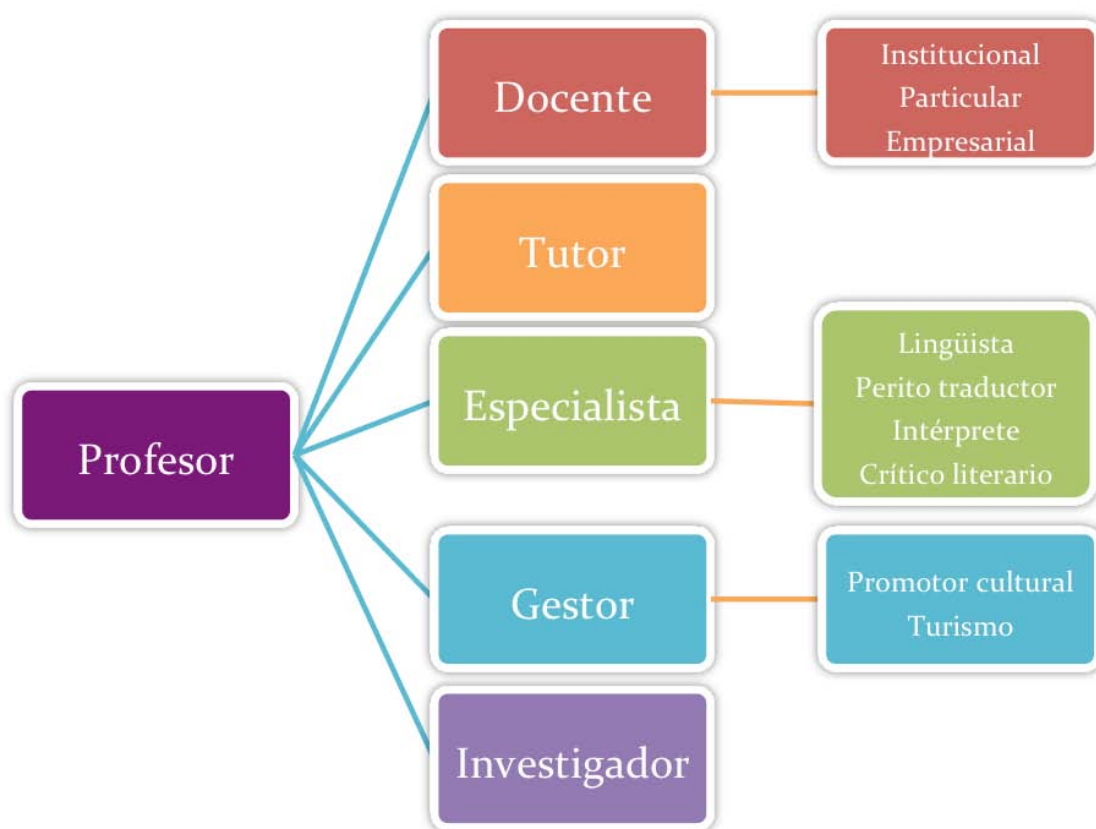 Profesor
Docente
Institucional
Particular
Empresarial
Tutor
Especialista
Lingüista
Perito traductor
Intérprete
Crítico literario
Gestor
Promotor cultural
Turismo
Investigador